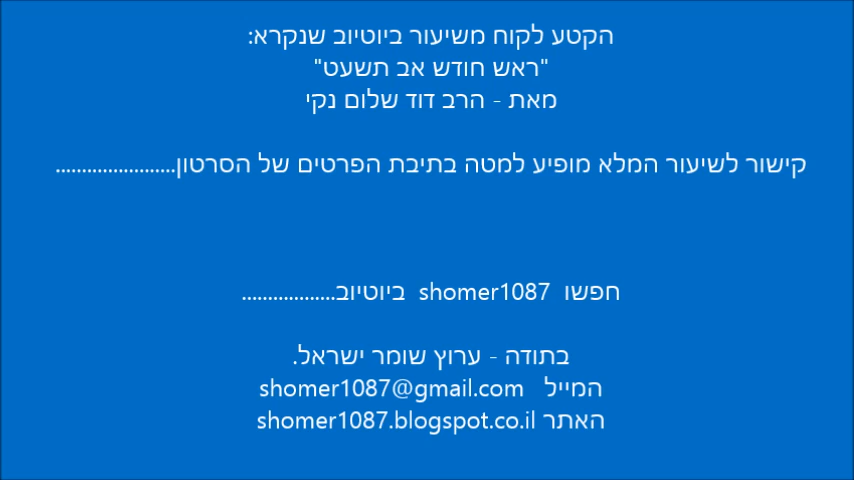 הקטע לקוח משיעור ביוטיוב שנקרא:
"ראש חודש אב תשעט"
מאת - הרב דוד שלום נקי
קישור לשיעור המלא מופיע למטה בתיבת הפרטים של הסרטון.......................
חפשו shomer1087 ביוטיוב..................
בתודה - ערוץ שומר ישראל.
המייל shomer1087@gmail.com
האתר shomer1087.blogspot.co.il